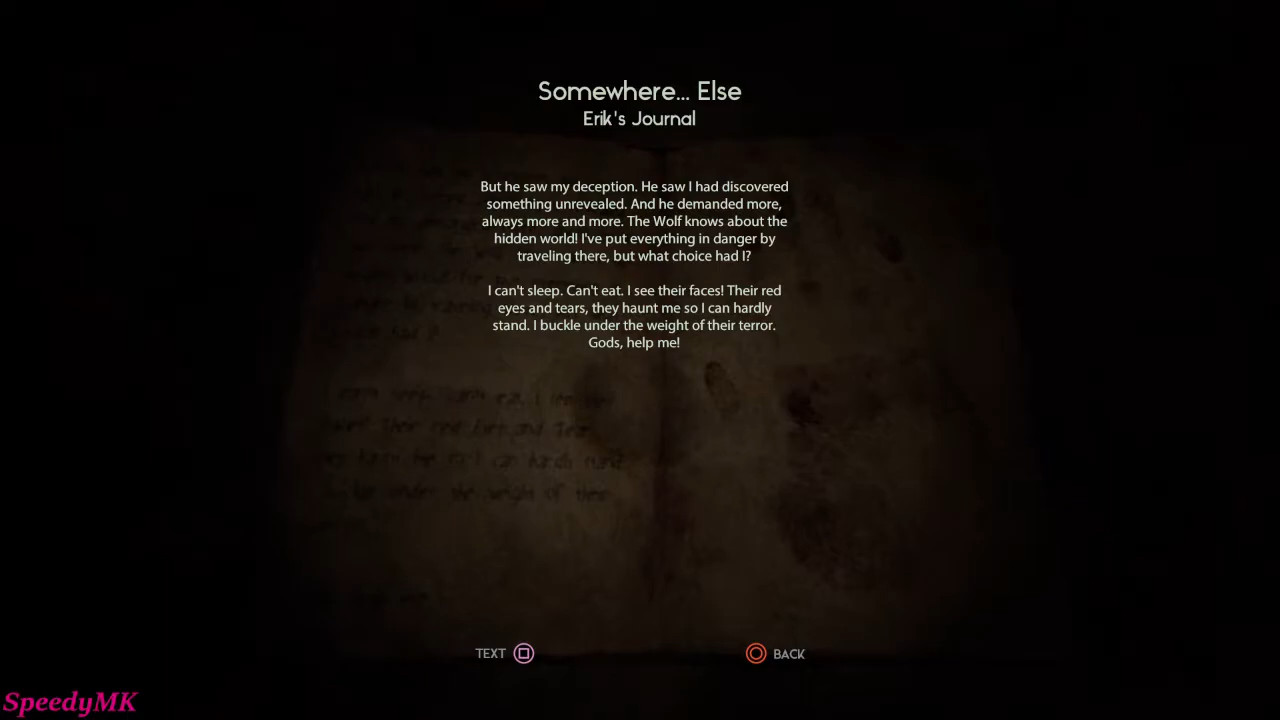 Somewhere... Else
Erik's Journal
But he saw my deception. He saw I had discovered
something unrevealed. And he demanded more,
always more and more. The Wolf knows about the
hidden world! I've put everything in danger by
traveling there, but what choice had I?
I can't sleep. Can't eat. I see their faces! Their red
eyes and tears, they haunt me so I can hardly
stand. I buckle under the weight of their terror.
Gods, help me!
TEXT
BACK
SpeedyMK